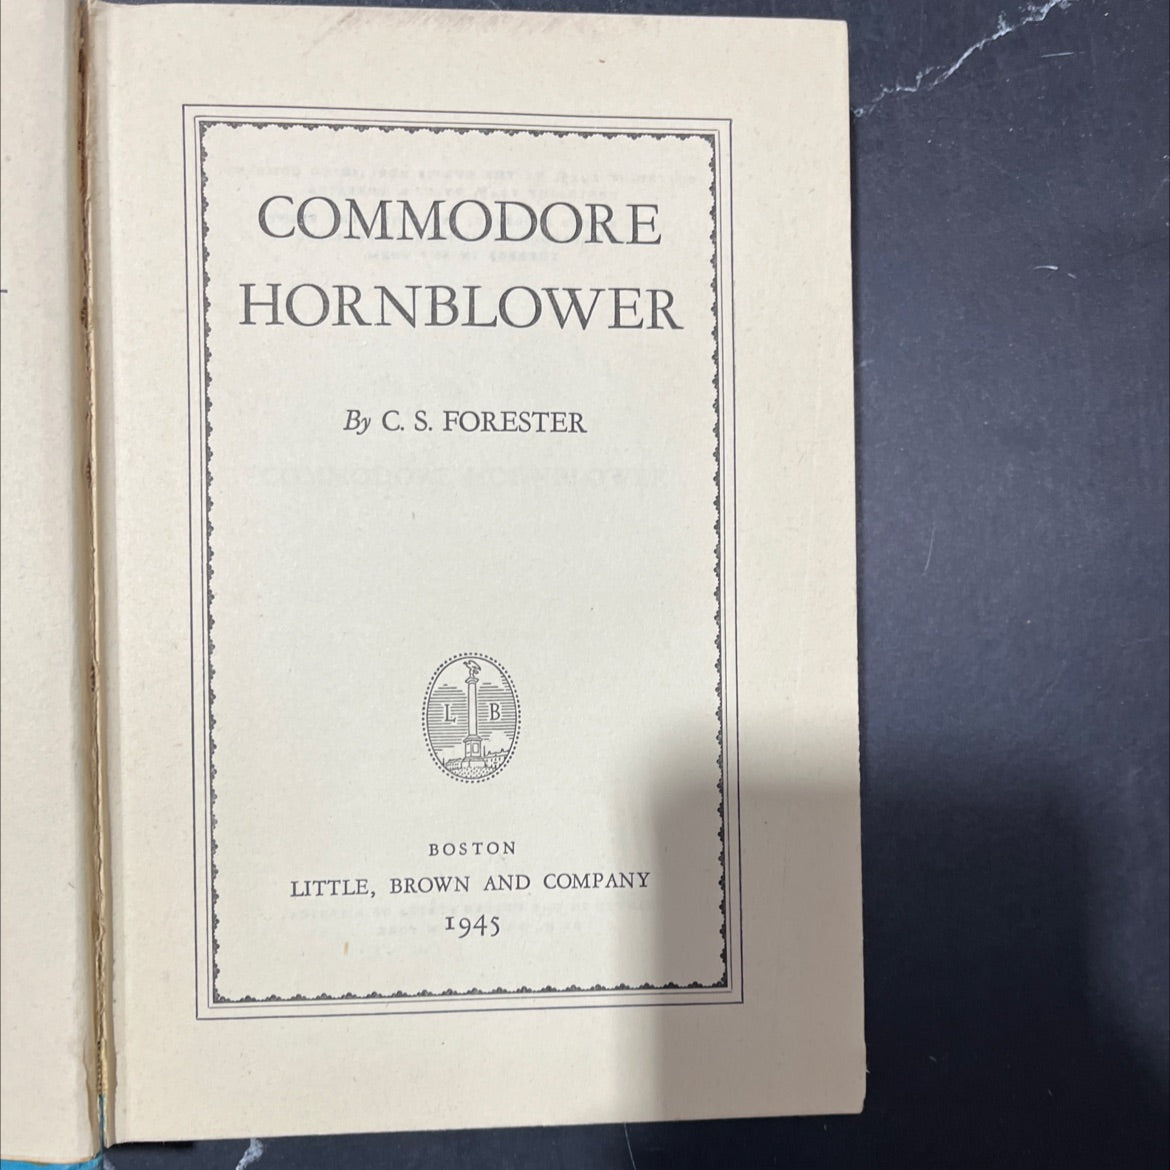 COMMODORE
HORNBLOWER
By C. S. FORESTER
L B
BOSTON
LITTLE, BROWN AND COMPANY
1945